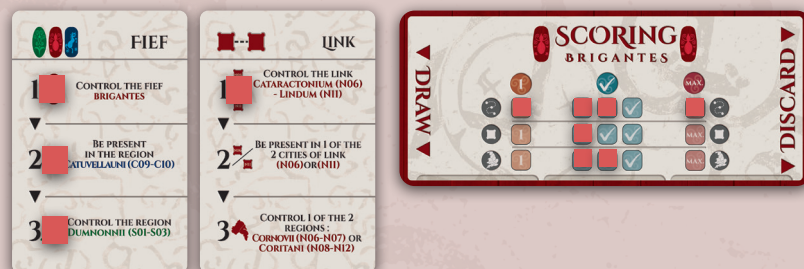 FIEF
1 CONTROL THE FIEF
BRIGANTES
2 BE PRESENT
IN THE REGION
CATUVELLAUNI (C09-C10)
3 CONTROL THE REGION
DUMNONNII (S01-S03)
LINK
1 CONTROL THE LINK
CATARACTONIUM (N06)
- LINDUM (N11)
2 BE PRESENT IN 1 OF THE
2 CITIES OF LINK
(N06)OR(N11)
3 CONTROL 1 OF THE 2
REGIONS :
CORNOVII (N06-N07) OR
CORITANI (N08-N12)
SCORING
BRIGANTES
DRAW
DISCARD
1 MAX.
1 MAX.
1 MAX.